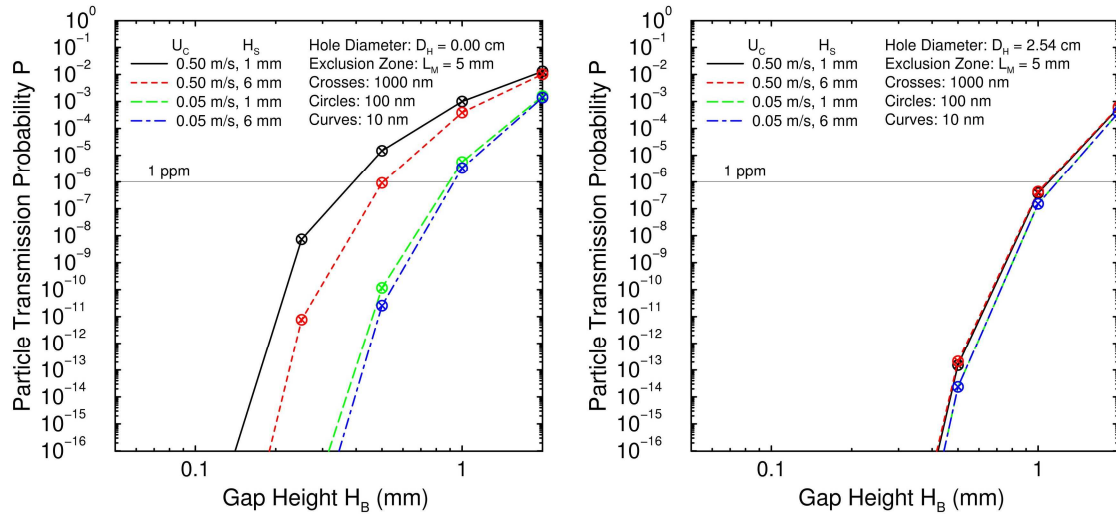 Particle Transmission Probability P
10⁰
10⁻¹
10⁻²
10⁻³
10⁻⁴
10⁻⁵
10⁻⁶
10⁻⁷
10⁻⁸
10⁻⁹
10⁻¹⁰
10⁻¹¹
10⁻¹²
10⁻¹³
10⁻¹⁴
10⁻¹⁵
10⁻¹⁶
U_C H_S Hole Diameter: D_H = 0.00 cm
0.50 m/s, 1 mm Exclusion Zone: L_M = 5 mm
0.50 m/s, 6 mm Crosses: 1000 nm
0.05 m/s, 1 mm Circles: 100 nm
0.05 m/s, 6 mm Curves: 10 nm
1 ppm
0.1 1
Gap Height H_B (mm)
Particle Transmission Probability P
10⁰
10⁻¹
10⁻²
10⁻³
10⁻⁴
10⁻⁵
10⁻⁶
10⁻⁷
10⁻⁸
10⁻⁹
10⁻¹⁰
10⁻¹¹
10⁻¹²
10⁻¹³
10⁻¹⁴
10⁻¹⁵
10⁻¹⁶
U_C H_S Hole Diameter: D_H = 2.54 cm
0.50 m/s, 1 mm Exclusion Zone: L_M = 5 mm
0.50 m/s, 6 mm Crosses: 1000 nm
0.05 m/s, 1 mm Circles: 100 nm
0.05 m/s, 6 mm Curves: 10 nm
1 ppm
0.1 1
Gap Height H_B (mm)